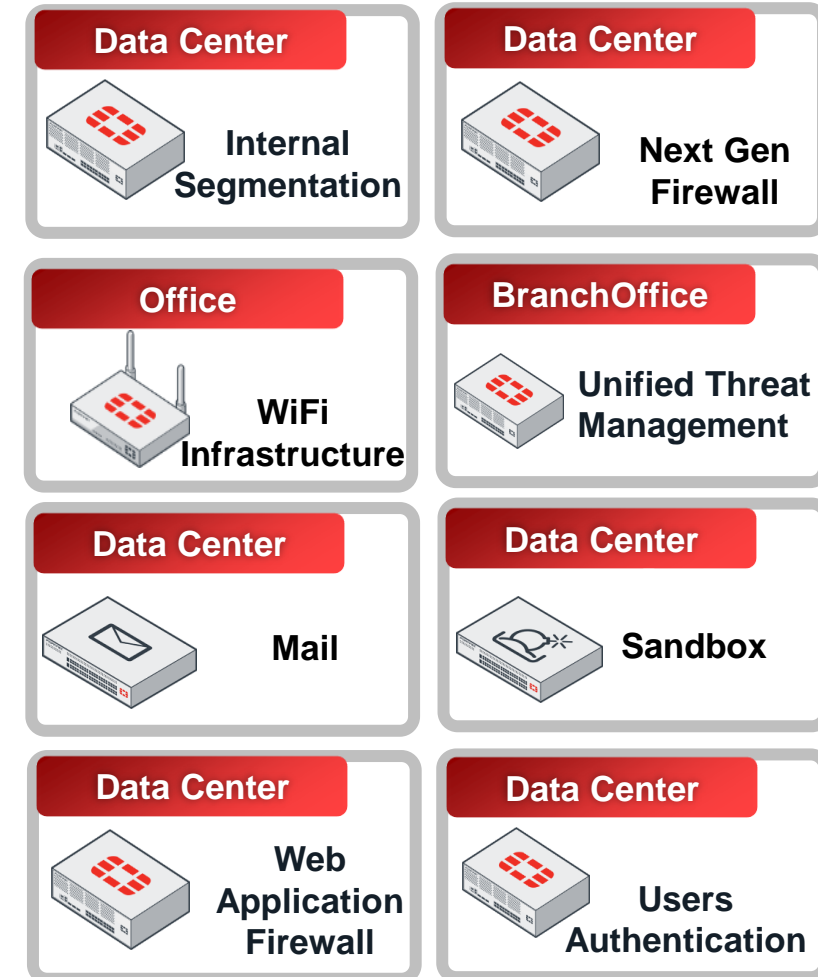 Data Center
Internal
Segmentation
Data Center
Next Gen
Firewall
Office
WiFi
Infrastructure
BranchOffice
Unified Threat
Management
Data Center
Mail
Data Center
Sandbox
Data Center
Web
Application
Firewall
Data Center
Users
Authentication